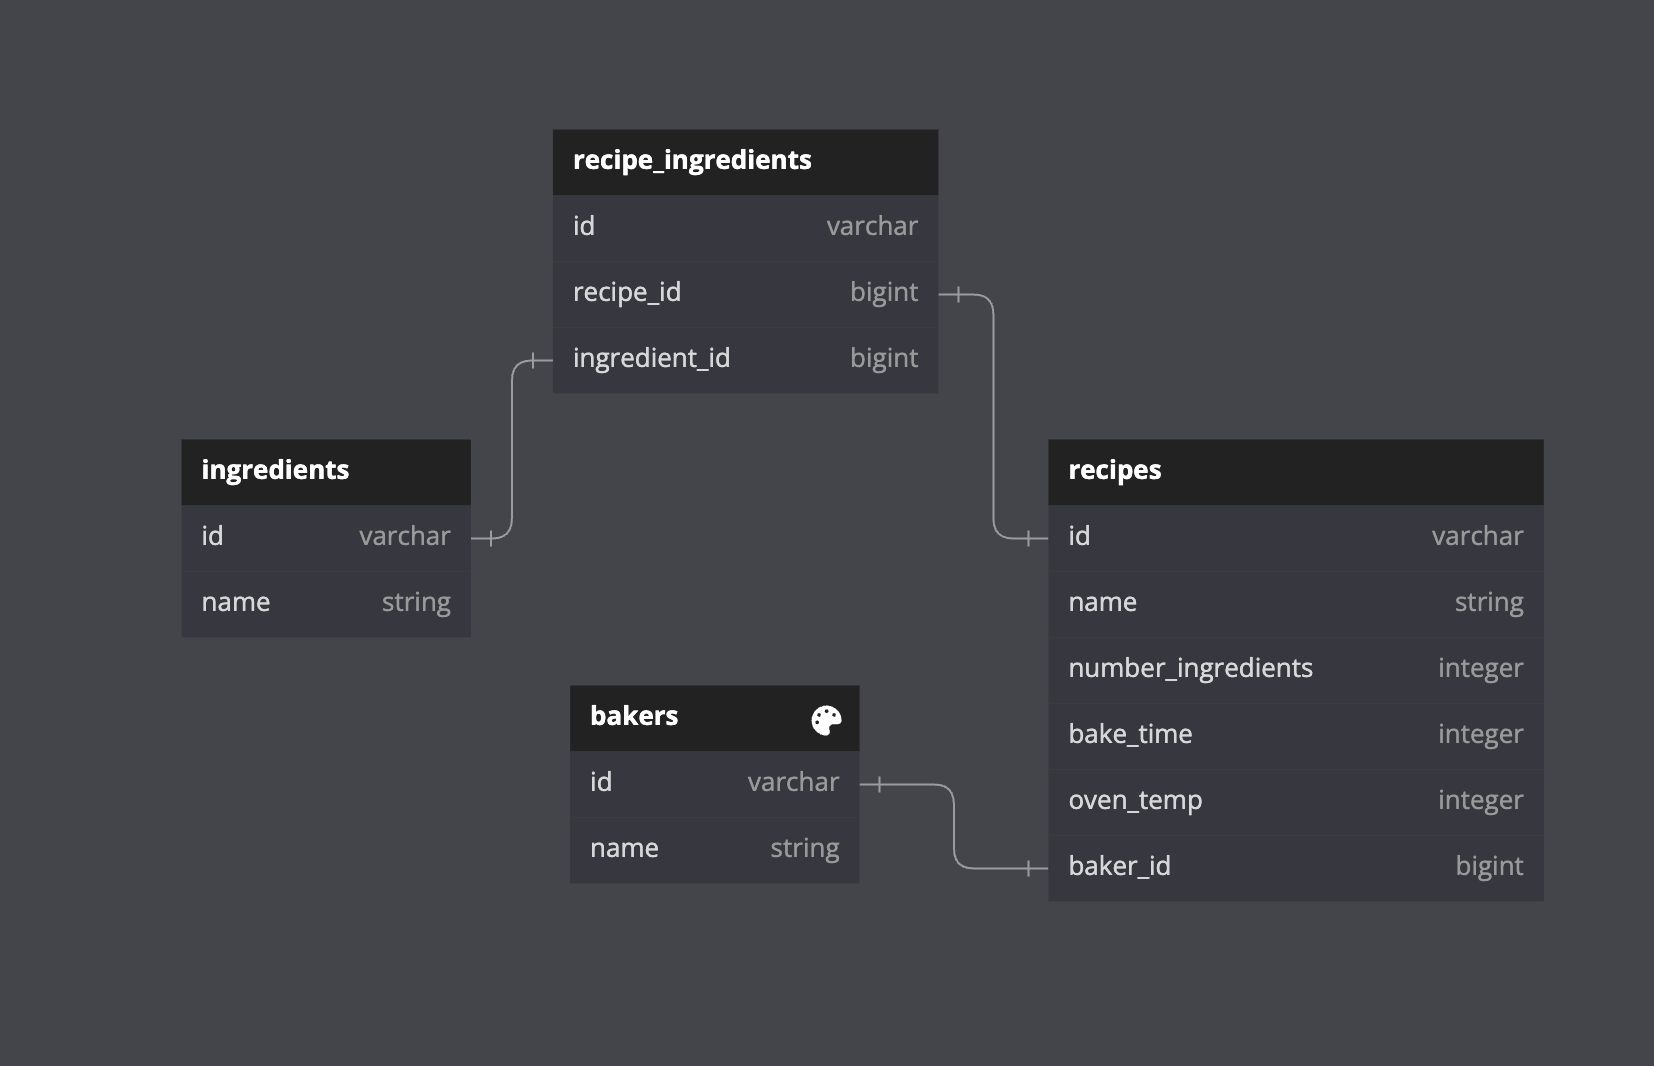 recipe_ingredients
id varchar
recipe_id bigint
ingredient_id bigint
ingredients
id varchar
name string
recipes
id varchar
name string
number_ingredients integer
bake_time integer
oven_temp integer
baker_id bigint
bakers
id varchar
name string